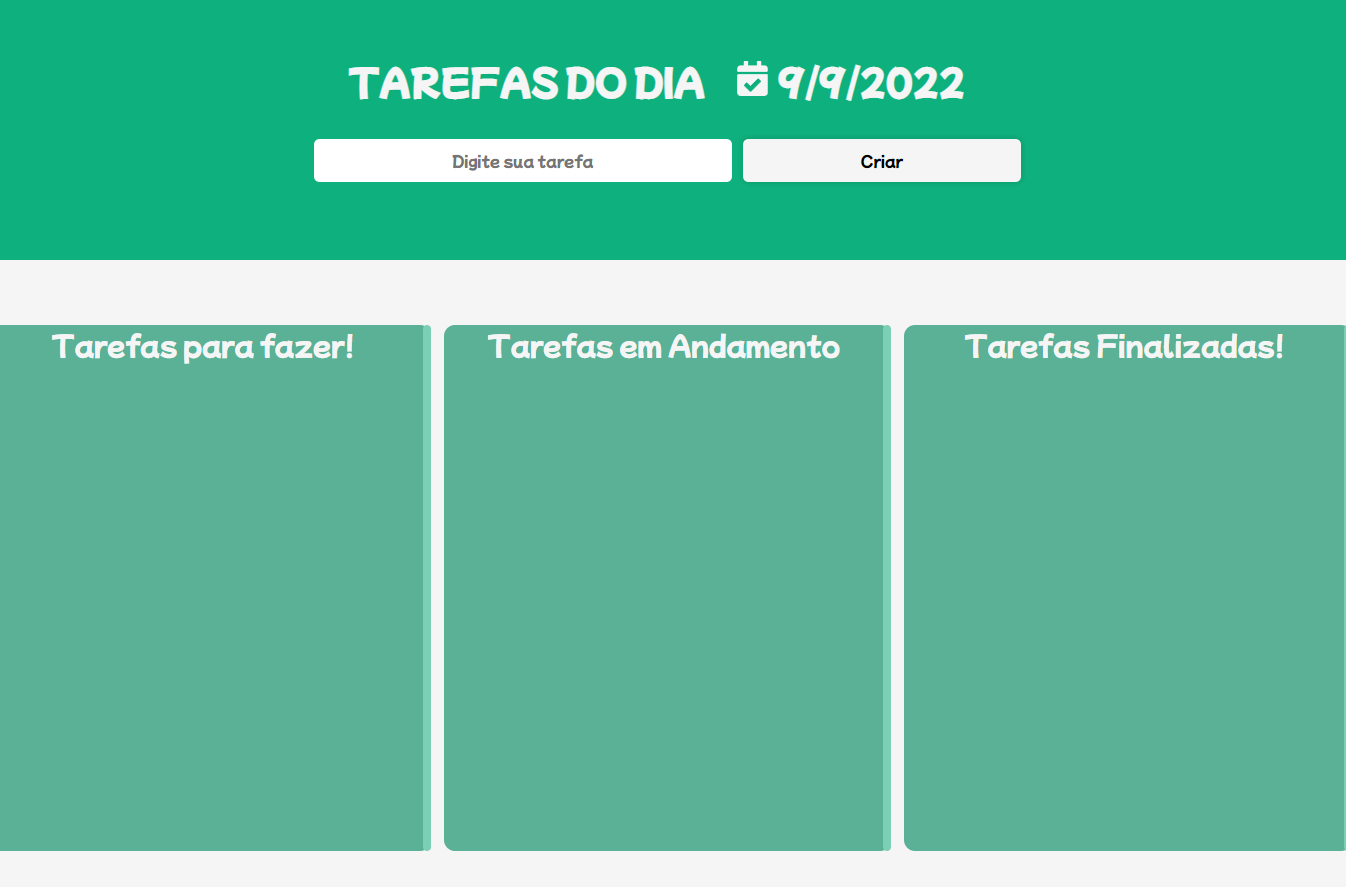 TAREFAS DO DIA 9/9/2022
Digite sua tarefa
Criar
Tarefas para fazer!
Tarefas em Andamento
Tarefas Finalizadas!